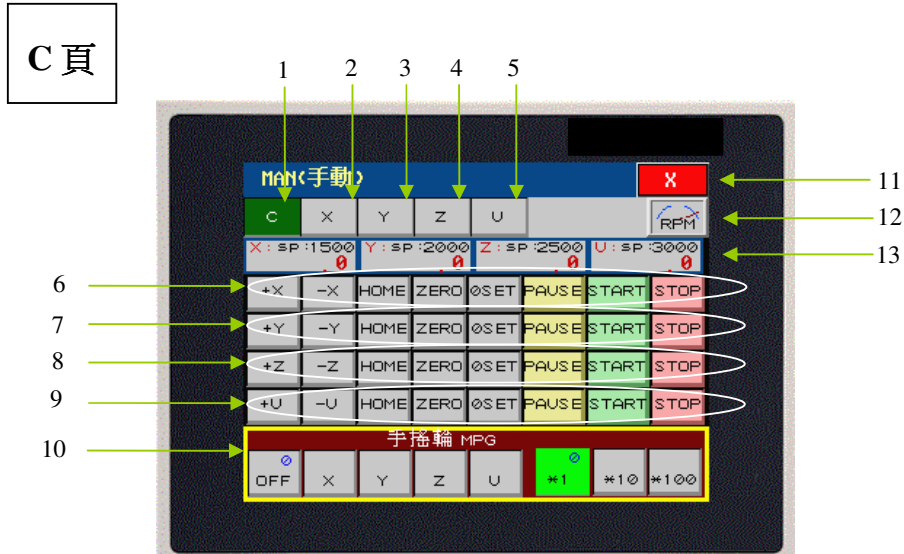 C 頁
1 2 3 4 5
MAN(手動) X
11
C X Y Z U RPM
12
X: SP:1500 Y: SP:2000 Z: SP:2500 U: SP:3000
13
.0 .0 .0 .0
6
+X -X HOME ZERO 0SET PAUSE START STOP
7
+Y -Y HOME ZERO 0SET PAUSE START STOP
8
+Z -Z HOME ZERO 0SET PAUSE START STOP
9
+U -U HOME ZERO 0SET PAUSE START STOP
10
手搖輪 MPG
0 0
OFF X Y Z U *1 *10 *100